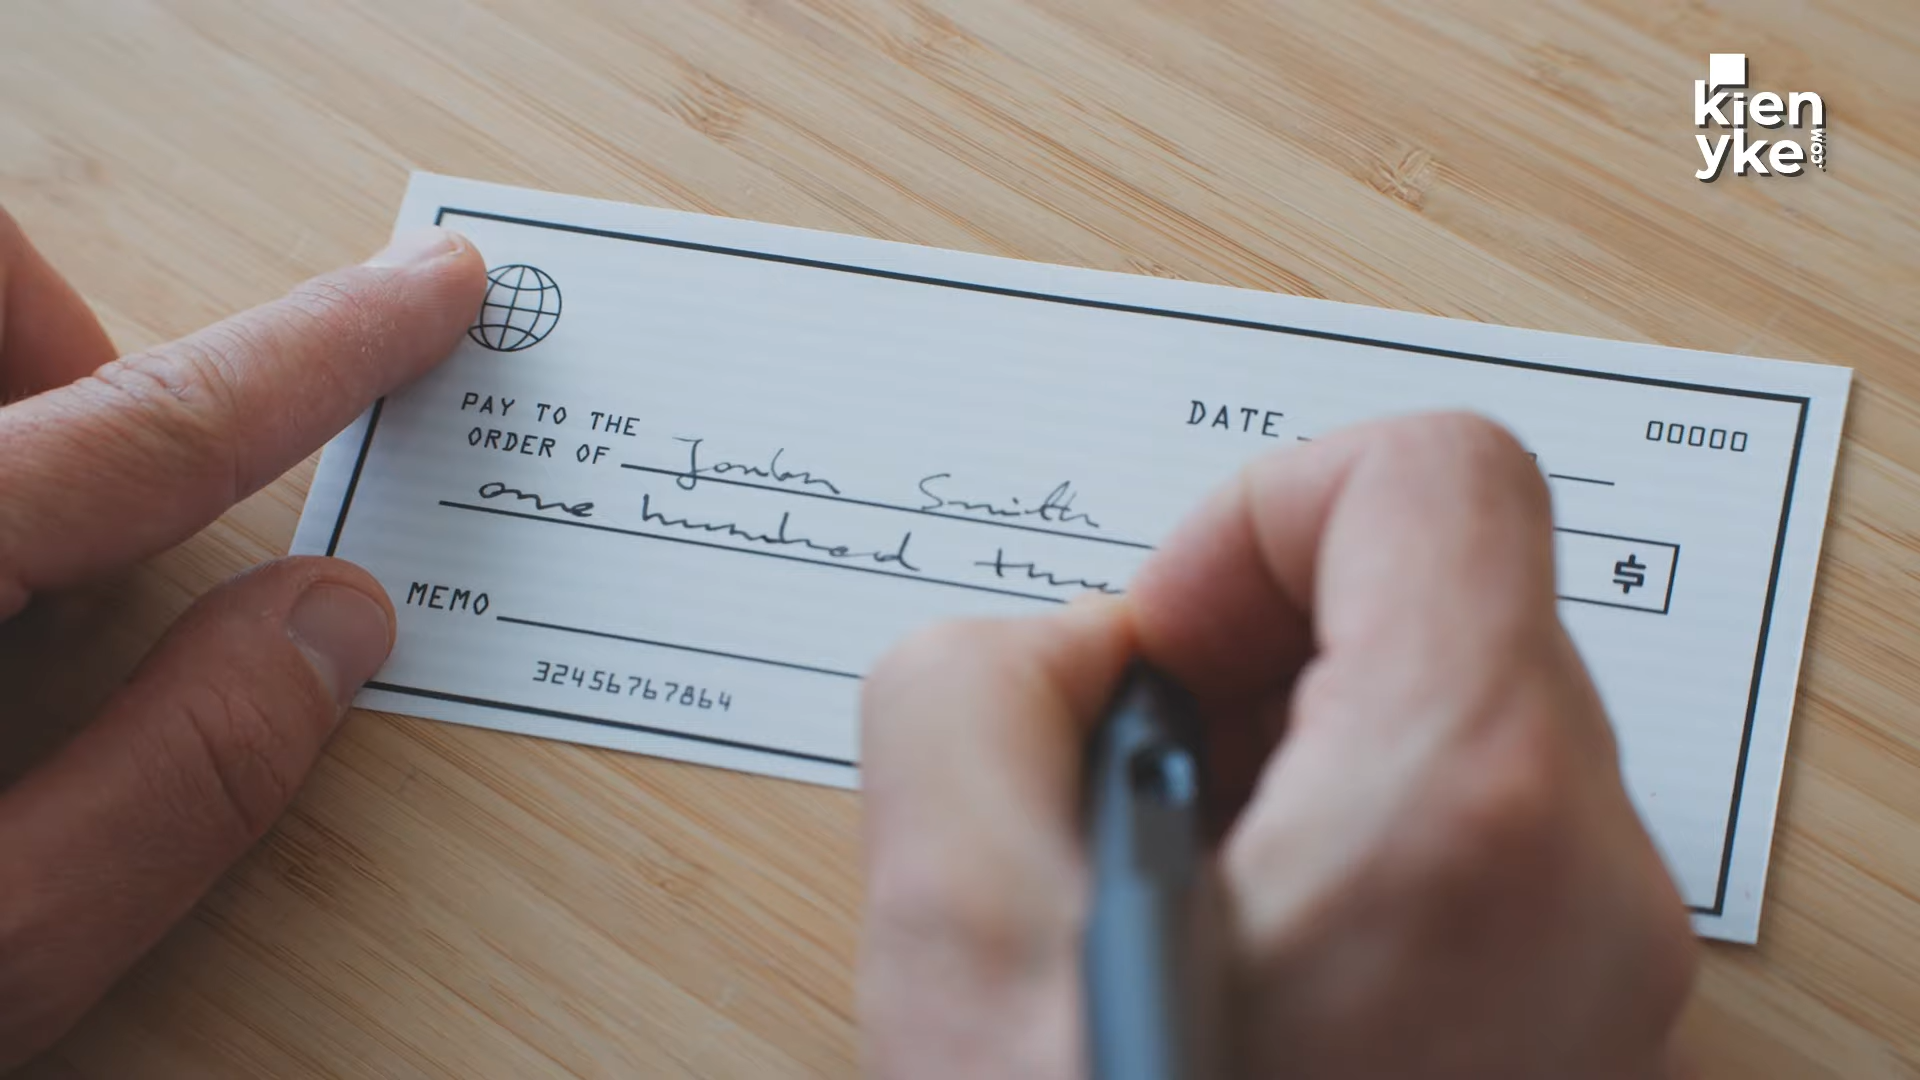 kien
yke.com
DATE
00000
PAY TO THE
ORDER OF Jordan Smith
one hundred
$
MEMO
32456767864